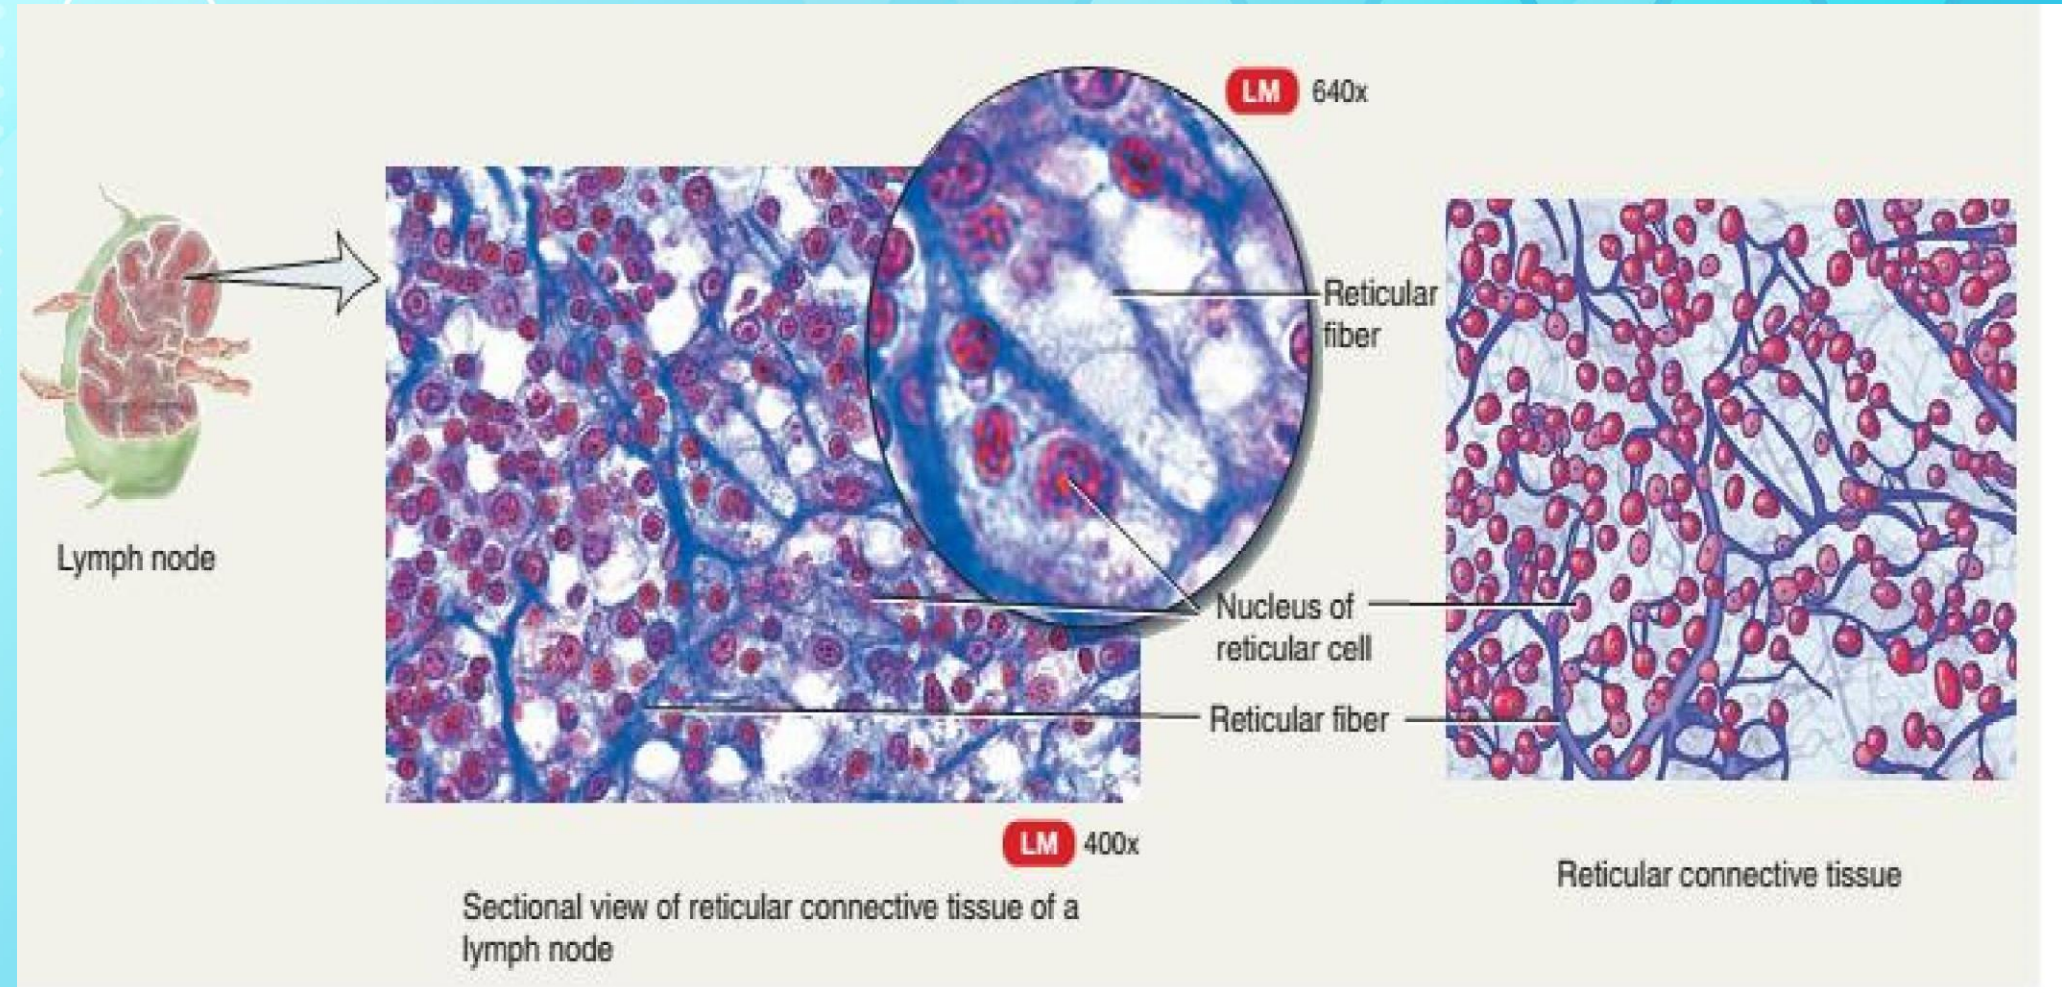 LM 640x
Reticular
fiber
Lymph node
Nucleus of
reticular cell
Reticular fiber
LM 400x
Reticular connective tissue
Sectional view of reticular connective tissue of a
lymph node